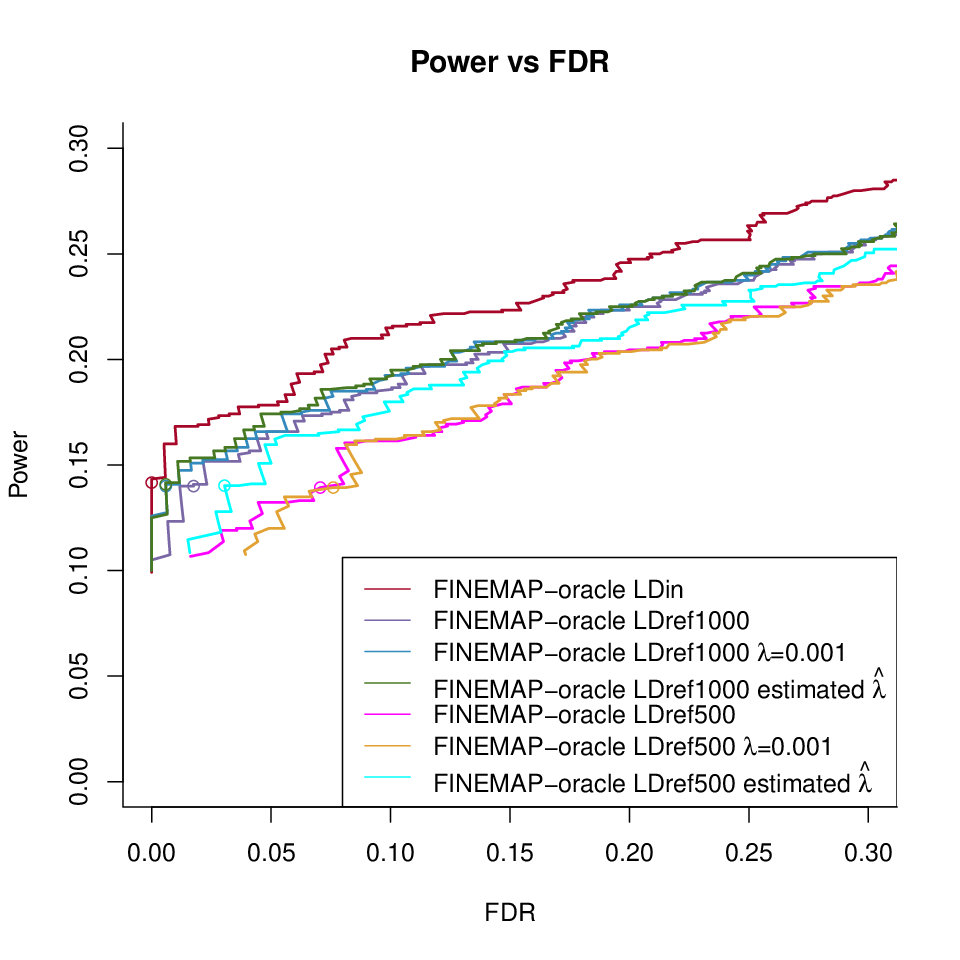 Power vs FDR
Power
0.30
0.25
0.20
0.15
0.10
0.05
0.00
FINEMAP−oracle LDin
FINEMAP−oracle LDref1000
FINEMAP−oracle LDref1000 λ=0.001
FINEMAP−oracle LDref1000 estimated λ̂
FINEMAP−oracle LDref500
FINEMAP−oracle LDref500 λ=0.001
FINEMAP−oracle LDref500 estimated λ̂
0.00 0.05 0.10 0.15 0.20 0.25 0.30
FDR